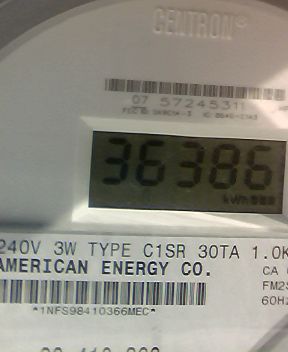 CENTRON®
07 57245311
36386
kWh
240V 3W TYPE C1SR 30TA 1.0K
AMERICAN ENERGY CO.
CA
FM2S
60Hz
*1NFS98410366MEC*